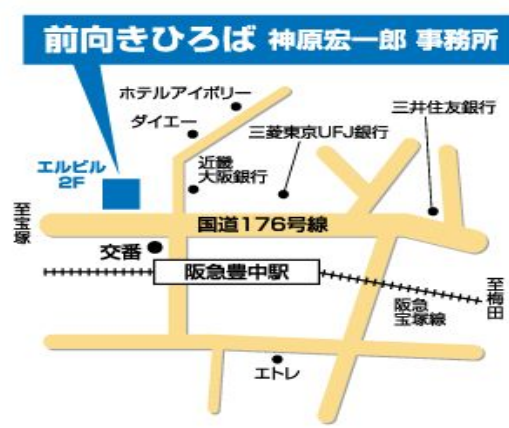 前向きひろば 神原宏一郎 事務所
ホテルアイボリー
ダイエー
三井住友銀行
三菱東京UFJ銀行
近畿
大阪銀行
エルビル
2F
至宝塚
国道176号線
交番
阪急豊中駅
至梅田
阪急
宝塚線
エトレ